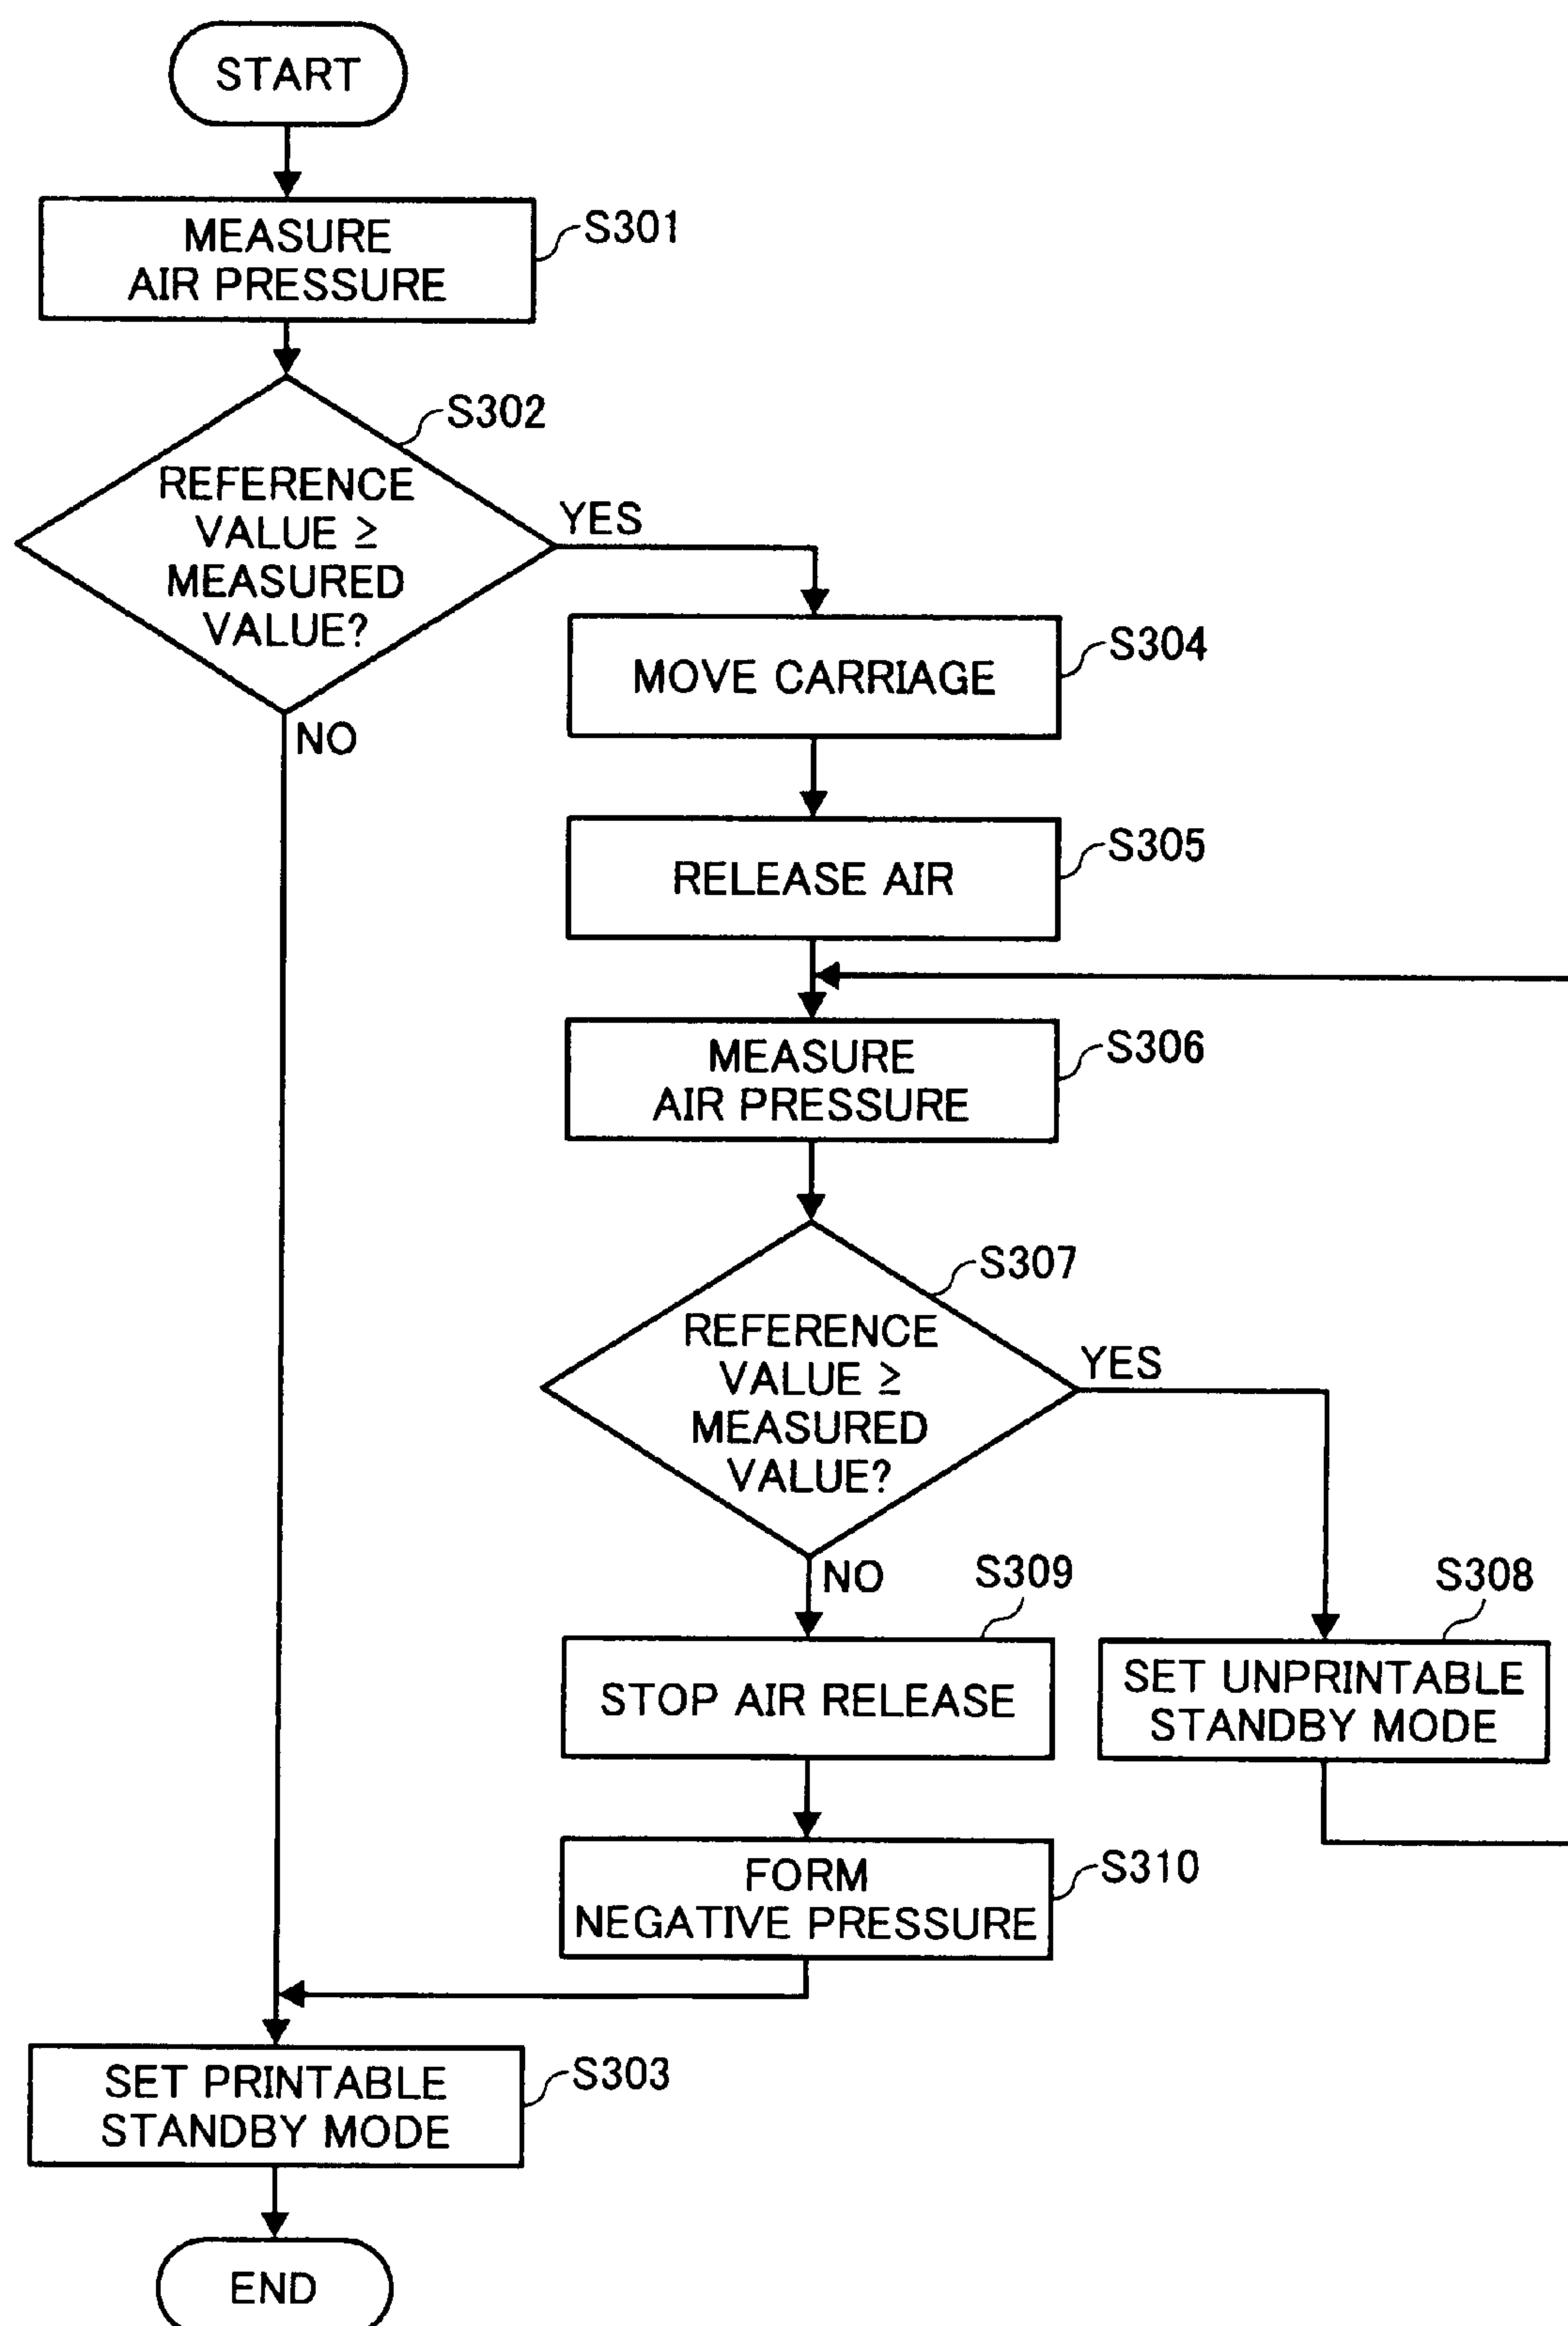 START
MEASURE
AIR PRESSURE
S301
S302
REFERENCE
VALUE ≥
MEASURED
VALUE?
YES
NO
MOVE CARRIAGE
S304
RELEASE AIR
S305
MEASURE
AIR PRESSURE
S306
S307
REFERENCE
VALUE ≥
MEASURED
VALUE?
YES
NO
S309
STOP AIR RELEASE
S308
SET UNPRINTABLE
STANDBY MODE
FORM
NEGATIVE PRESSURE
S310
SET PRINTABLE
STANDBY MODE
S303
END